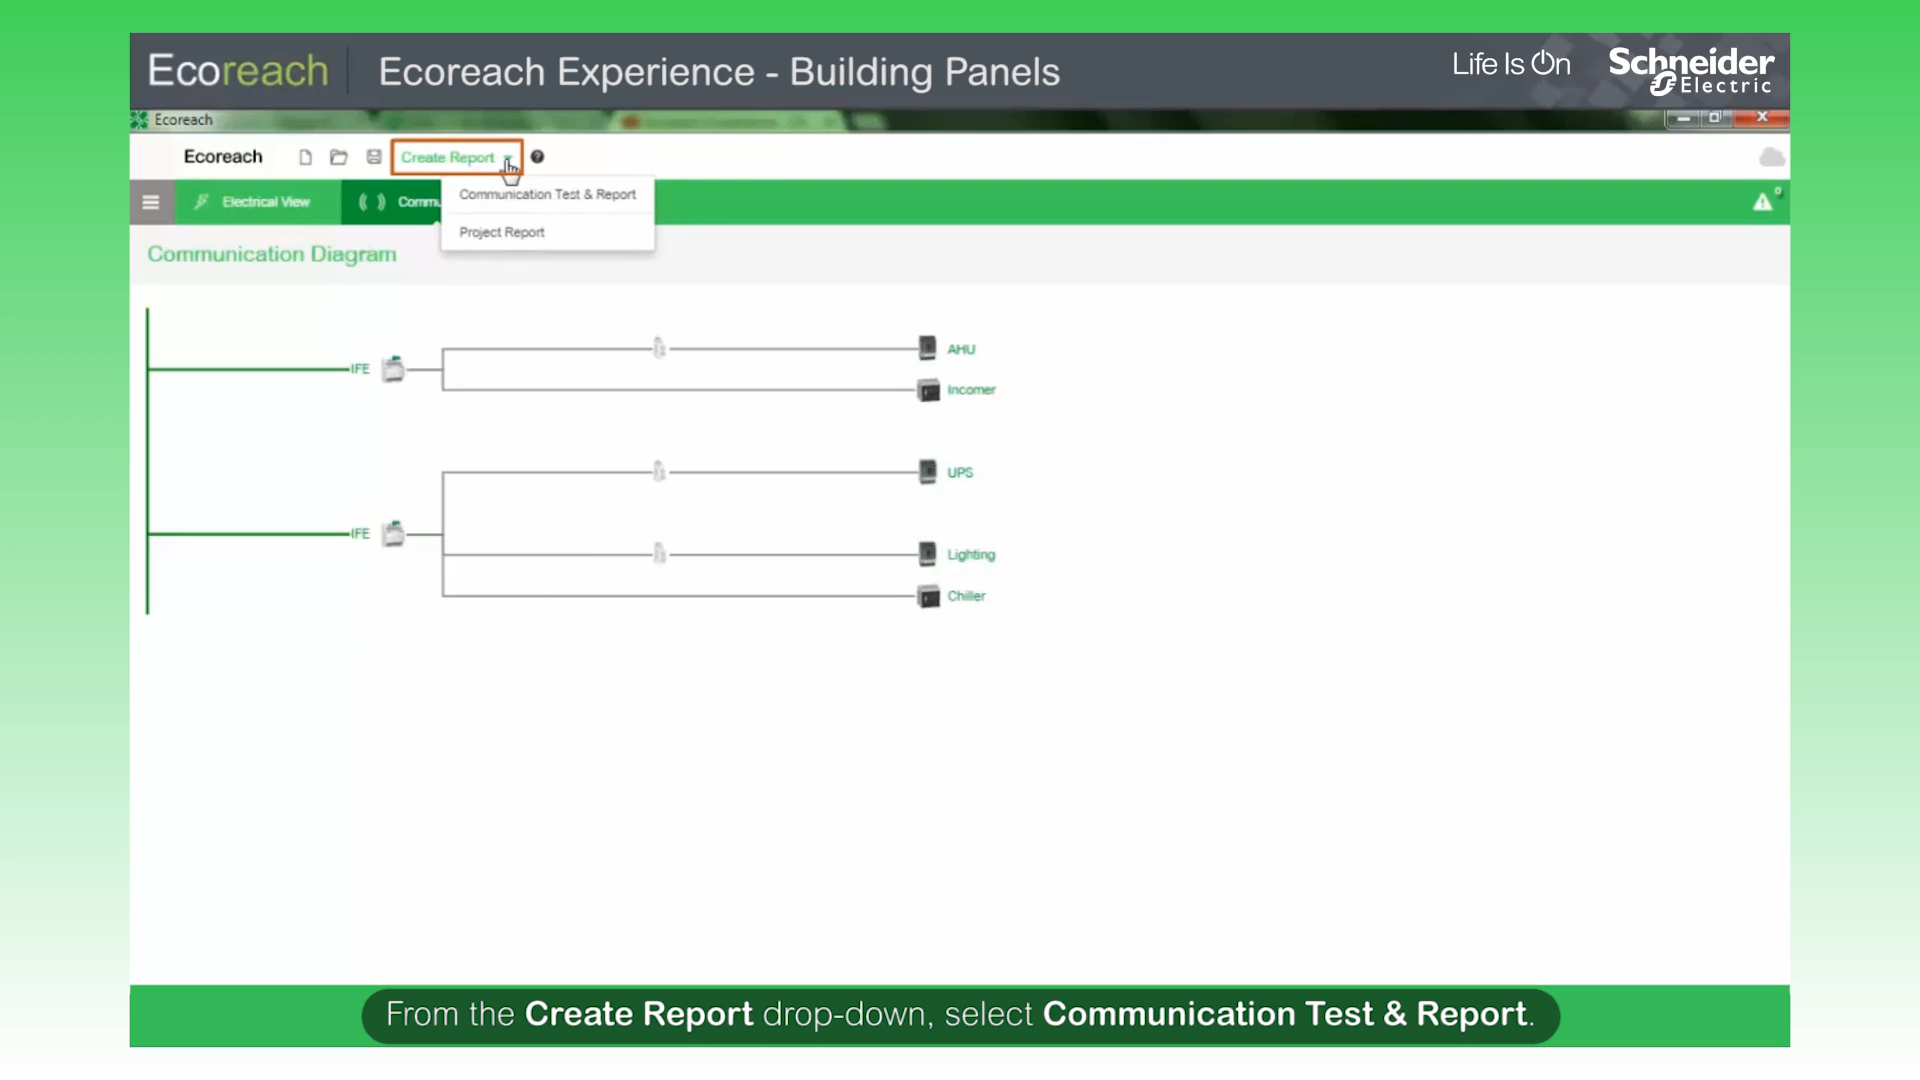 Ecoreach
Ecoreach Experience - Building Panels
Life Is On
Schneider Electric
Ecoreach
Ecoreach
Create Report
Communication Test & Report
Project Report
Electrical View
Commu
0
Communication Diagram
IFE
AHU
Incomer
UPS
IFE
Lighting
Chiller
From the Create Report drop-down, select Communication Test & Report.